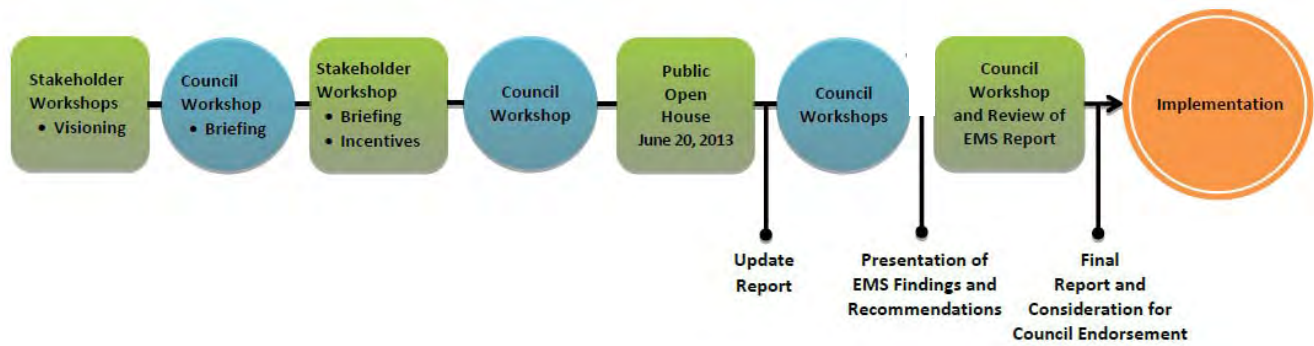 Stakeholder
Workshops
• Visioning
Council
Workshop
• Briefing
Stakeholder
Workshop
• Briefing
• Incentives
Council
Workshop
Public
Open
House
June 20, 2013
Council
Workshops
Council
Workshop
and Review of
EMS Report
Implementation
Update
Report
Presentation of
EMS Findings and
Recommendations
Final
Report and
Consideration for
Council Endorsement